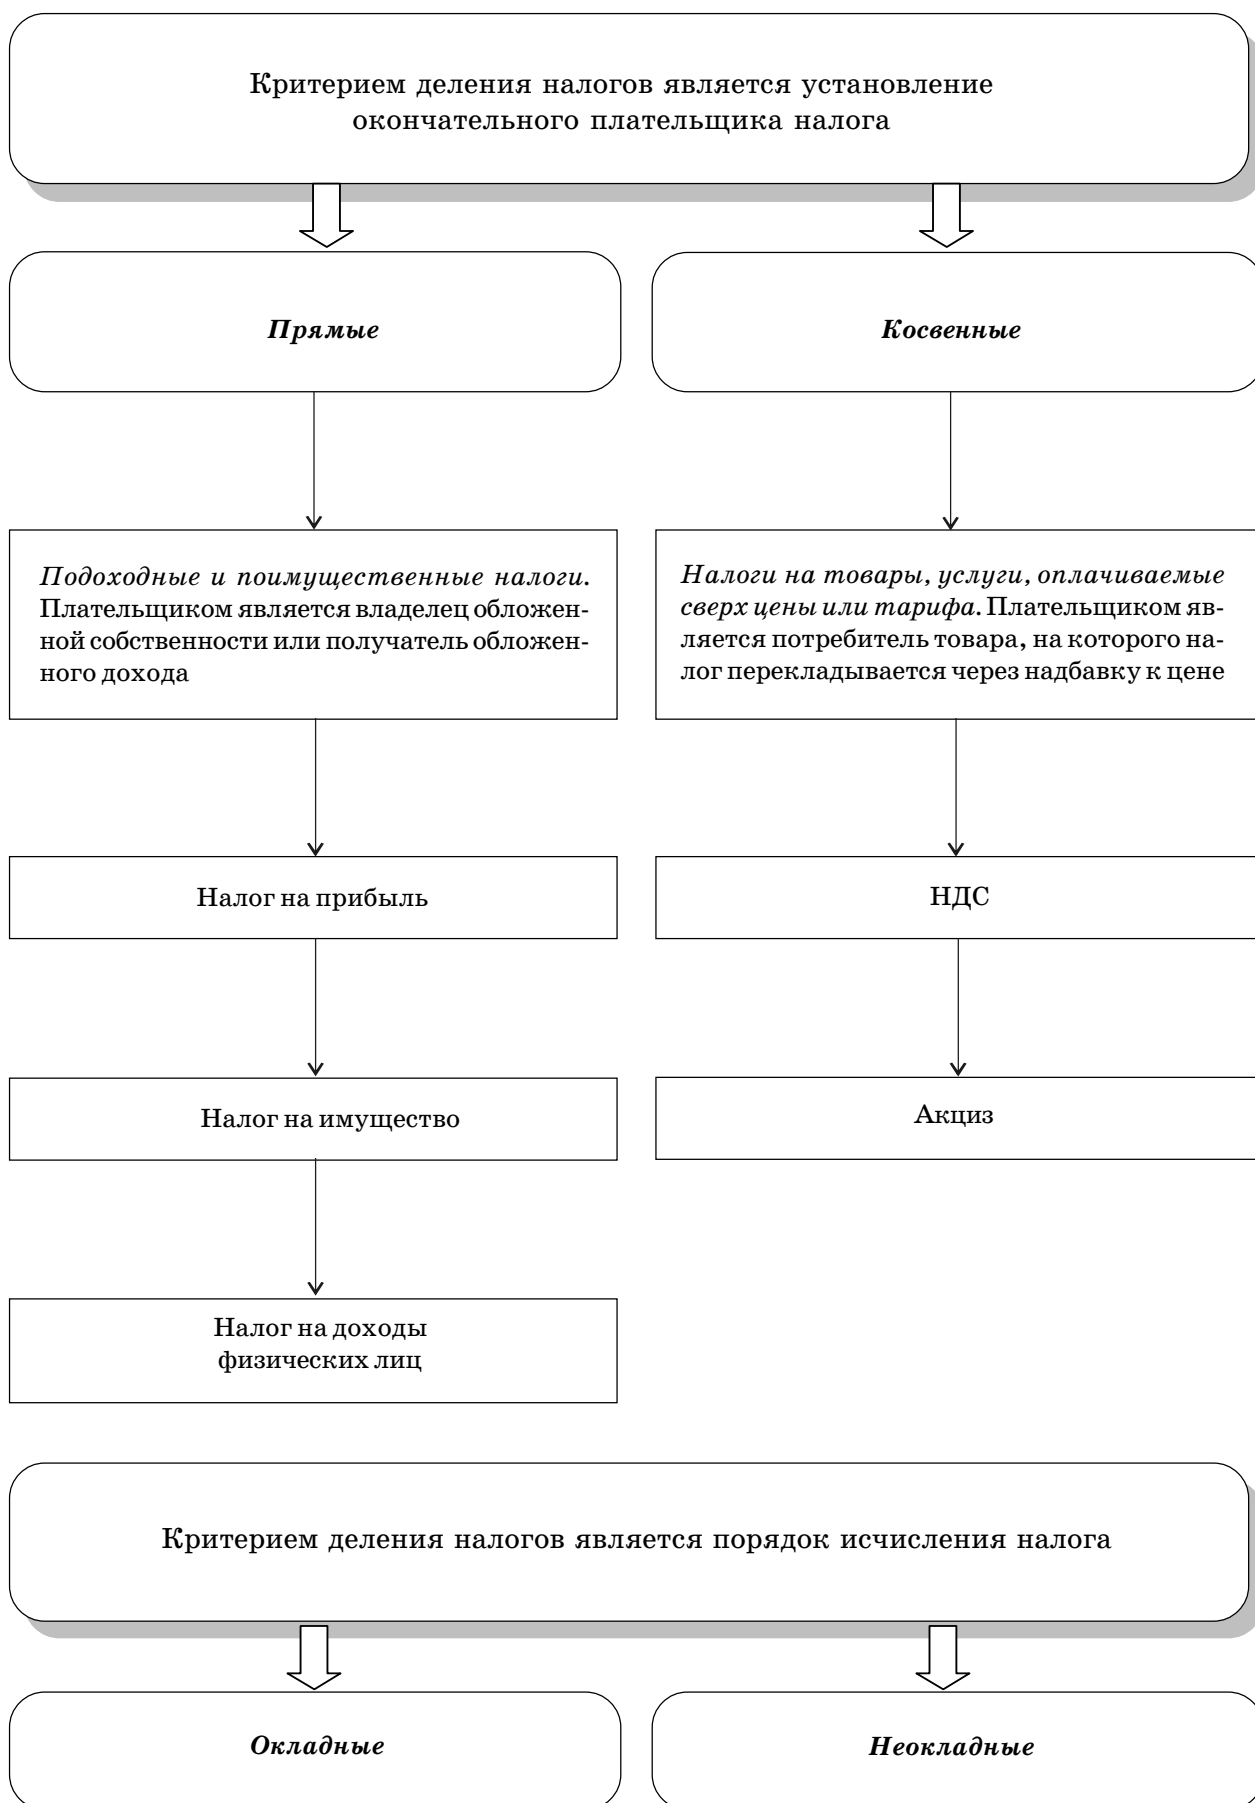 Критерием деления налогов является установление
окончательного плательщика налога
Прямые
Косвенные
Подоходные и поимущественные налоги.
Плательщиком является владелец обложен-
ной собственности или получатель обложен-
ного дохода
Налоги на товары, услуги, оплачиваемые
сверх цены или тарифа. Плательщиком яв-
ляется потребитель товара, на которого на-
лог перекладывается через надбавку к цене
Налог на прибыль
НДС
Налог на имущество
Акциз
Налог на доходы
физических лиц
Критерием деления налогов является порядок исчисления налога
Окладные
Неокладные